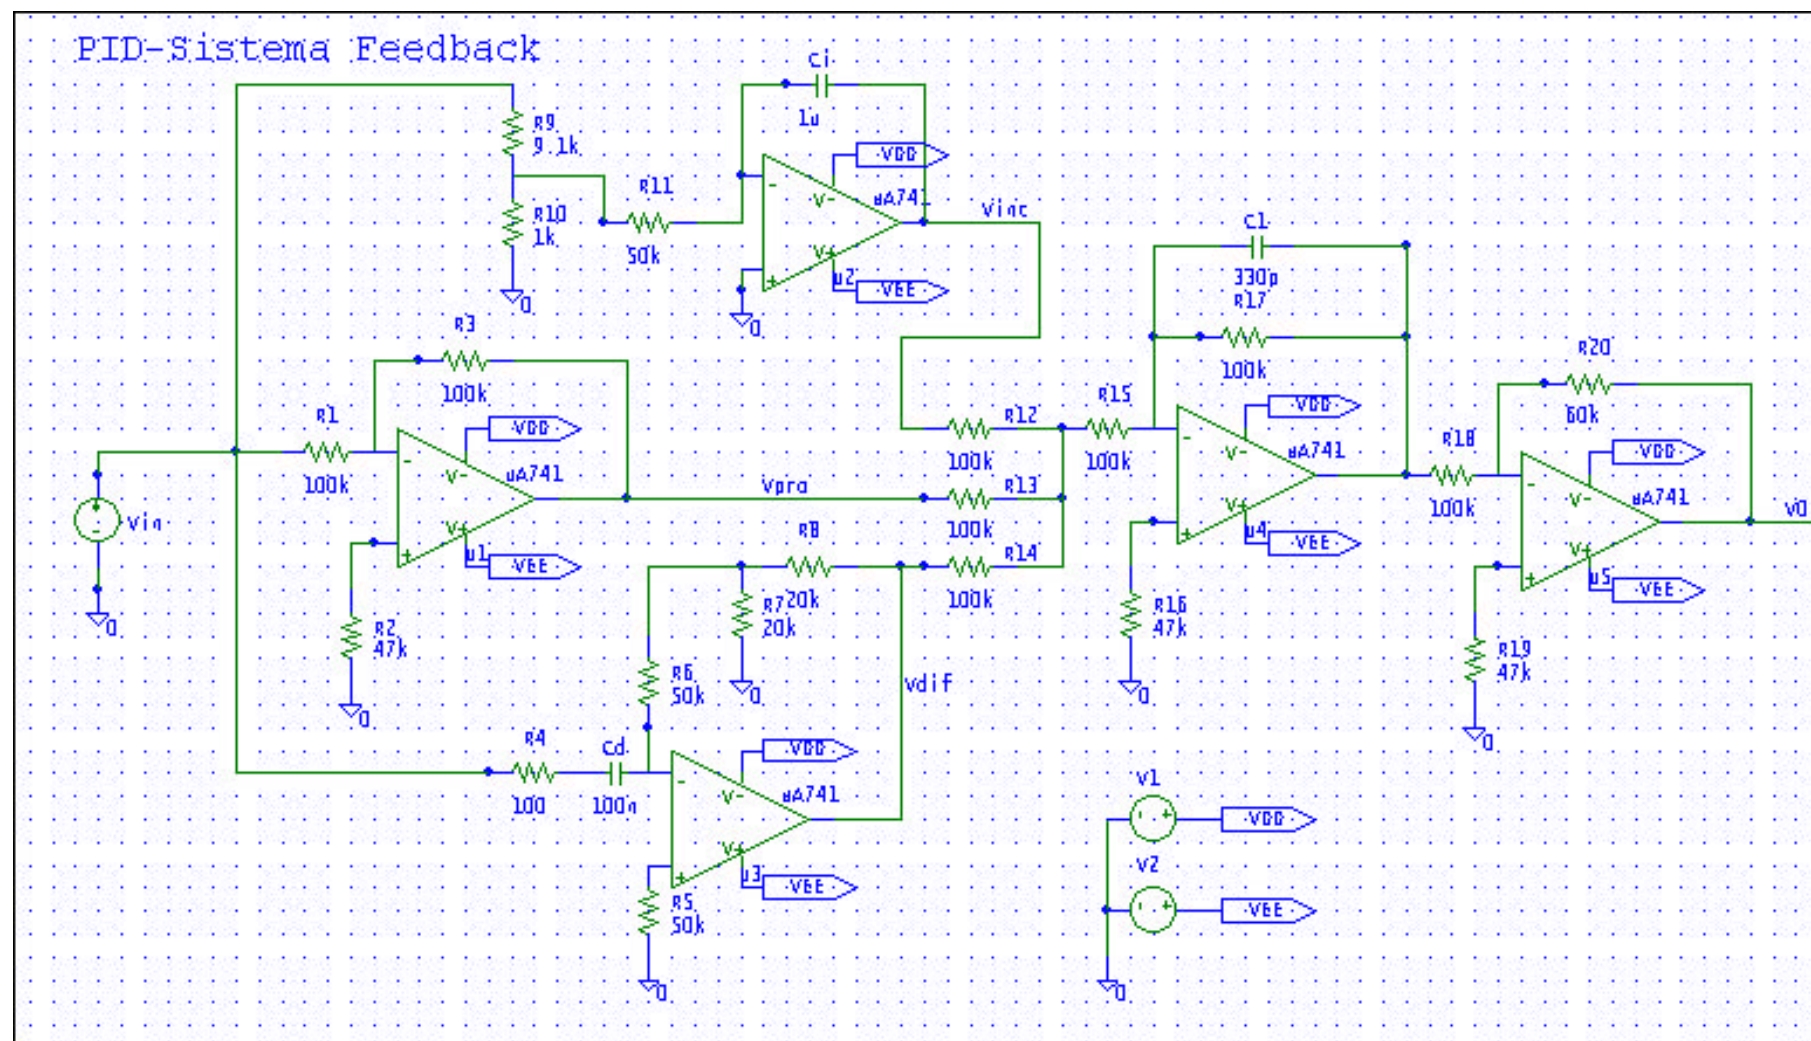 PID-Sistema Feedback
Ci
1u
R9
9.1k
-VDD
R11
uA741
V-
R10
1k
50k
Vinc
C1
V+
u2
-VEE
330p
R17
0
0
R3
R20
100k
100k
R15
-VDD
60k
R1
-VDD
R12
R18
uA741
V-
-VDD
100k
uA741
V-
100k
100k
100k
uA741
V-
Vpro
R13
Vin
V+
u1
-VEE
R8
100k
V+
u4
-VEE
V0
R14
V+
u5
-VEE
R7
20k
20k
100k
R16
47k
0
R2
47k
R19
47k
R6
50k
0
Vdif
0
0
0
R4
Cd
-VDD
100
100n
uA741
V-
V1
-VDD
V+
u3
-VEE
V2
R5
50k
-VEE
0
0